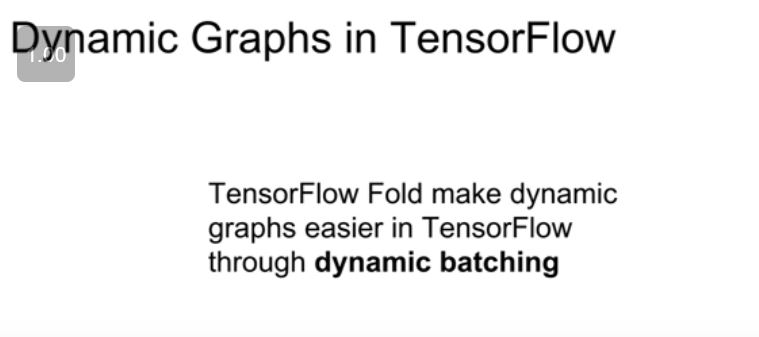 Dynamic Graphs in TensorFlow
1.00
TensorFlow Fold make dynamic
graphs easier in TensorFlow
through dynamic batching